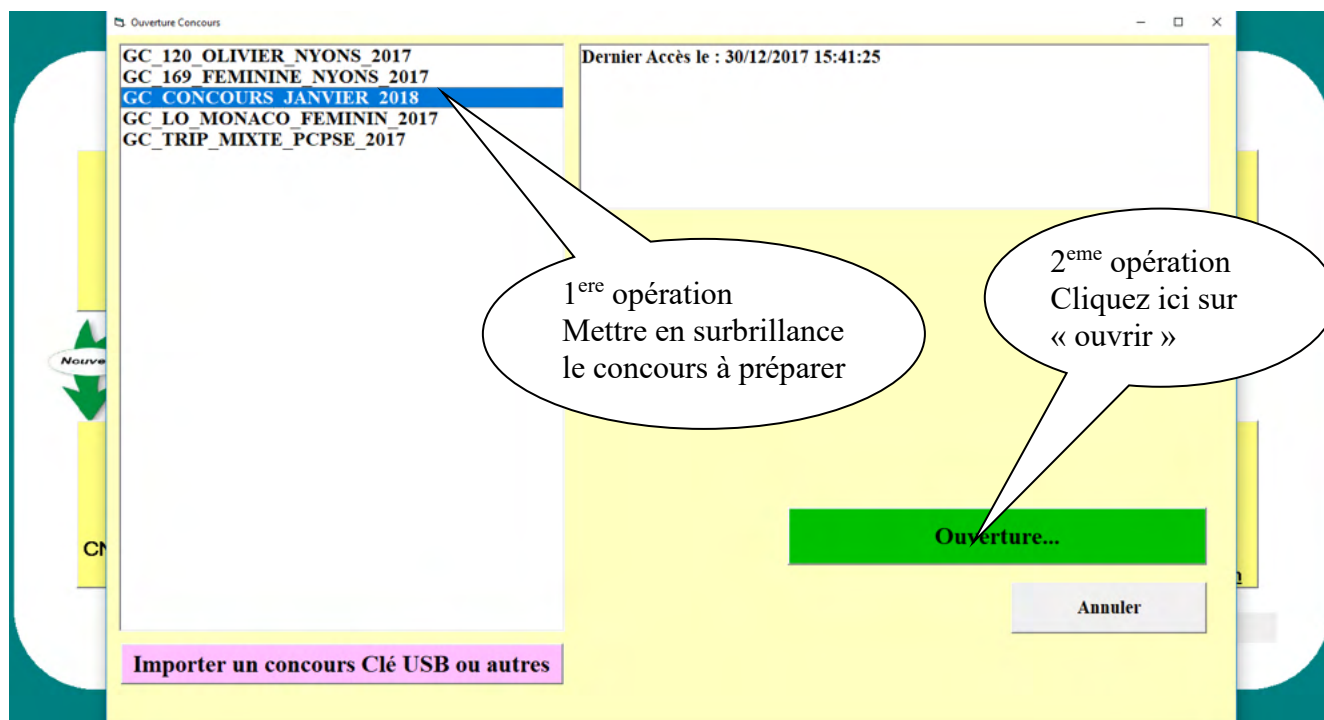 Ouverture Concours
GC_120_OLIVIER_NYONS_2017
GC_169_FEMININE_NYONS_2017
GC_CONCOURS_JANVIER_2018
GC_LO_MONACO_FEMININ_2017
GC_TRIP_MIXTE_PCPSE_2017
Dernier Accès le : 30/12/2017 15:41:25
1ere opération
Mettre en surbrillance
le concours à préparer
2eme opération
Cliquez ici sur
« ouvrir »
Nouve
CN
Ouverture...
Annuler
Importer un concours Clé USB ou autres